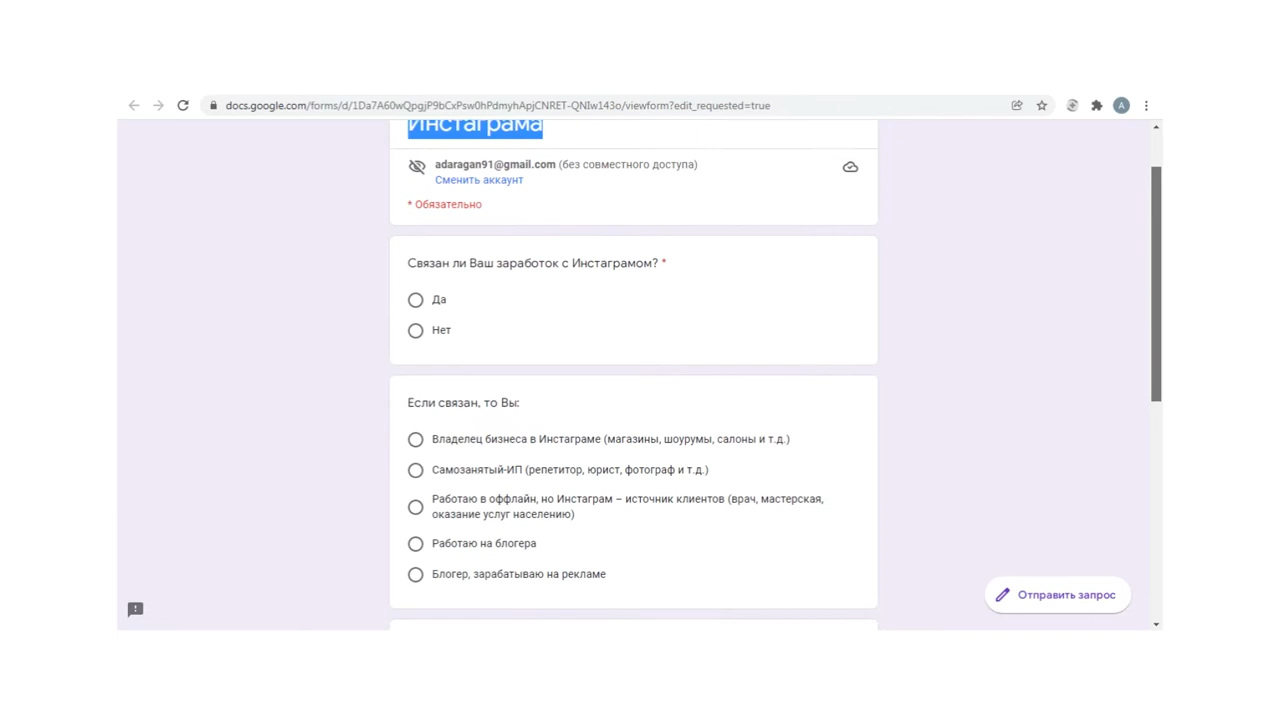 docs.google.com/forms/d/1Da7A60wQpgjP9bCxPsw0hPdmyhApjCNRET-QNIw143o/viewform?edit_requested=true
A
Инстаграма
adaragan91@gmail.com (без совместного доступа)
Сменить аккаунт
* Обязательно
Связан ли Ваш заработок с Инстаграмом? *
Да
Нет
Если связан, то Вы:
Владелец бизнеса в Инстаграме (магазины, шоурумы, салоны и т.д.)
Самозанятый-ИП (репетитор, юрист, фотограф и т.д.)
Работаю в оффлайн, но Инстаграм – источник клиентов (врач, мастерская,
оказание услуг населению)
Работаю на блогера
Блогер, зарабатываю на рекламе
Отправить запрос